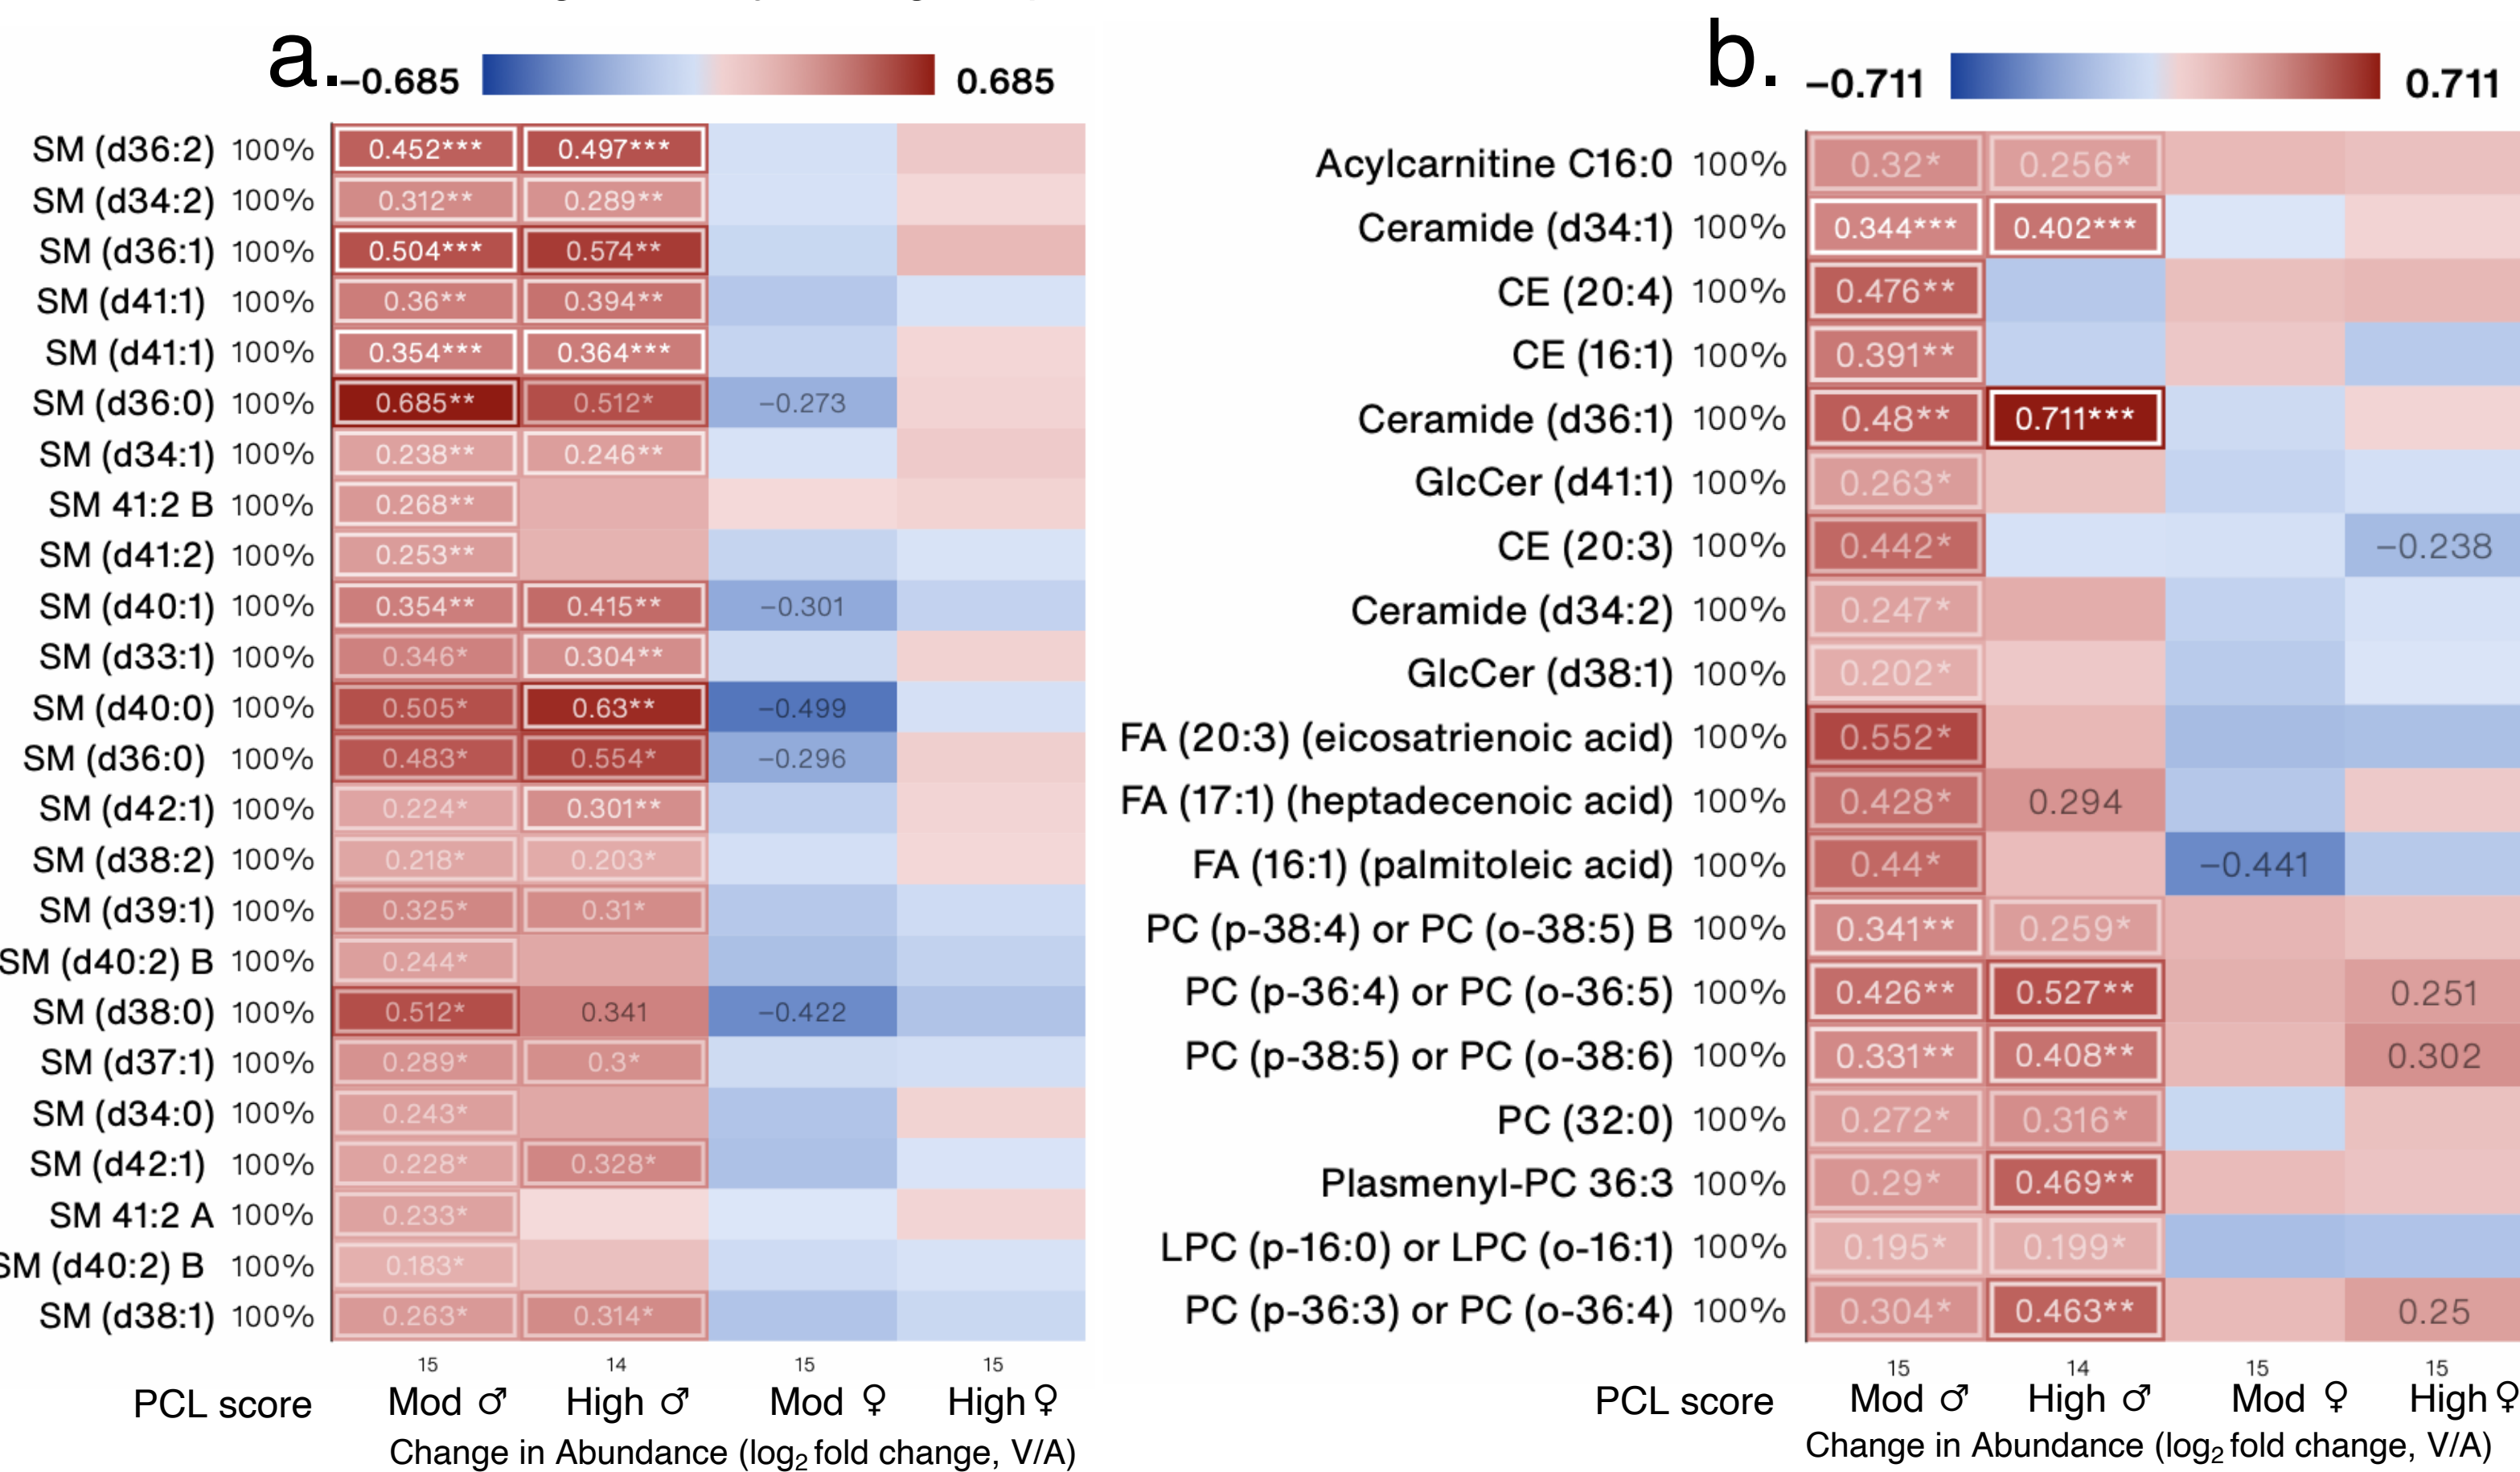 a.
−0.685 0.685
SM (d36:2) 100% 0.452*** 0.497***
SM (d34:2) 100% 0.312** 0.289**
SM (d36:1) 100% 0.504*** 0.574**
SM (d41:1) 100% 0.36** 0.394**
SM (d41:1) 100% 0.354*** 0.364***
SM (d36:0) 100% 0.685** 0.512* −0.273
SM (d34:1) 100% 0.238** 0.246**
SM 41:2 B 100% 0.268**
SM (d41:2) 100% 0.253**
SM (d40:1) 100% 0.354** 0.415** −0.301
SM (d33:1) 100% 0.346* 0.304**
SM (d40:0) 100% 0.505* 0.63** −0.499
SM (d36:0) 100% 0.483* 0.554* −0.296
SM (d42:1) 100% 0.224* 0.301**
SM (d38:2) 100% 0.218* 0.203*
SM (d39:1) 100% 0.325* 0.31*
SM (d40:2) B 100% 0.244*
SM (d38:0) 100% 0.512* 0.341 −0.422
SM (d37:1) 100% 0.289* 0.3*
SM (d34:0) 100% 0.243*
SM (d42:1) 100% 0.228* 0.328*
SM 41:2 A 100% 0.233*
SM (d40:2) B 100% 0.183*
SM (d38:1) 100% 0.263* 0.314*
15 14 15 15
PCL score Mod ♂ High ♂ Mod ♀ High ♀
Change in Abundance (log₂ fold change, V/A)
b.
−0.711 0.711
Acylcarnitine C16:0 100% 0.32* 0.256*
Ceramide (d34:1) 100% 0.344*** 0.402***
CE (20:4) 100% 0.476**
CE (16:1) 100% 0.391**
Ceramide (d36:1) 100% 0.48** 0.711***
GlcCer (d41:1) 100% 0.263*
CE (20:3) 100% 0.442* −0.238
Ceramide (d34:2) 100% 0.247*
GlcCer (d38:1) 100% 0.202*
FA (20:3) (eicosatrienoic acid) 100% 0.552*
FA (17:1) (heptadecenoic acid) 100% 0.428* 0.294
FA (16:1) (palmitoleic acid) 100% 0.44* −0.441
PC (p-38:4) or PC (o-38:5) B 100% 0.341** 0.259*
PC (p-36:4) or PC (o-36:5) 100% 0.426** 0.527** 0.251
PC (p-38:5) or PC (o-38:6) 100% 0.331** 0.408** 0.302
PC (32:0) 100% 0.272* 0.316*
Plasmenyl-PC 36:3 100% 0.29* 0.469**
LPC (p-16:0) or LPC (o-16:1) 100% 0.195* 0.199*
PC (p-36:3) or PC (o-36:4) 100% 0.304* 0.463** 0.25
15 14 15 15
PCL score Mod ♂ High ♂ Mod ♀ High ♀
Change in Abundance (log₂ fold change, V/A)